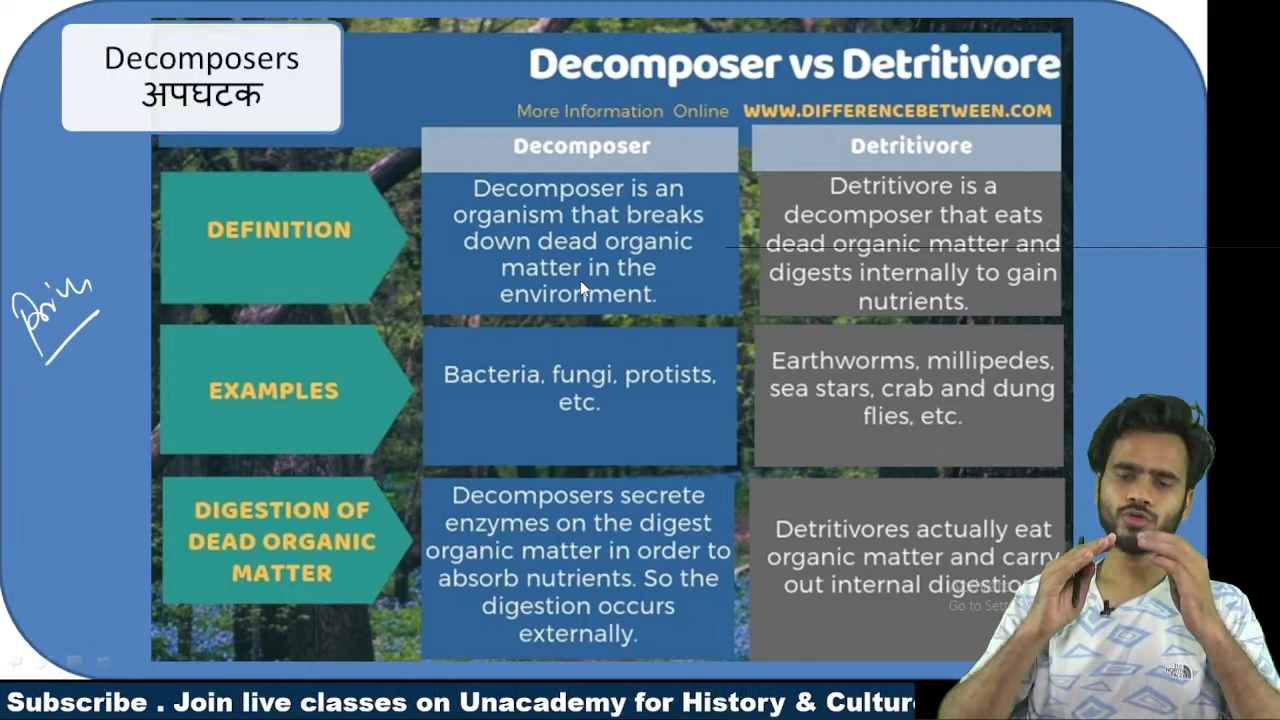 Decomposers
अपघटक
Decomposer vs Detritivore
More Information Online WWW.DIFFERENCEBETWEEN.COM
Decomposer
Detritivore
DEFINITION
Decomposer is an
organism that breaks
down dead organic
matter in the
environment.
Detritivore is a
decomposer that eats
dead organic matter and
digests internally to gain
nutrients.
EXAMPLES
Bacteria, fungi, protists,
etc.
Earthworms, millipedes,
sea stars, crab and dung
flies, etc.
DIGESTION OF
DEAD ORGANIC
MATTER
Decomposers secrete
enzymes on the digest
organic matter in order to
absorb nutrients. So the
digestion occurs
externally.
Detritivores actually eat
organic matter and carry
out internal digestion
Go to Sett
Subscribe . Join live classes on Unacademy for History & Culture